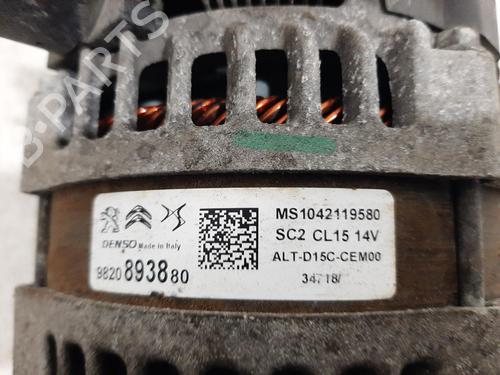 B-PARTS
DENSO Made in Italy
9820893880
MS1042119580
SC2 CL15 14V
ALT-D15C-CEM00
34718/